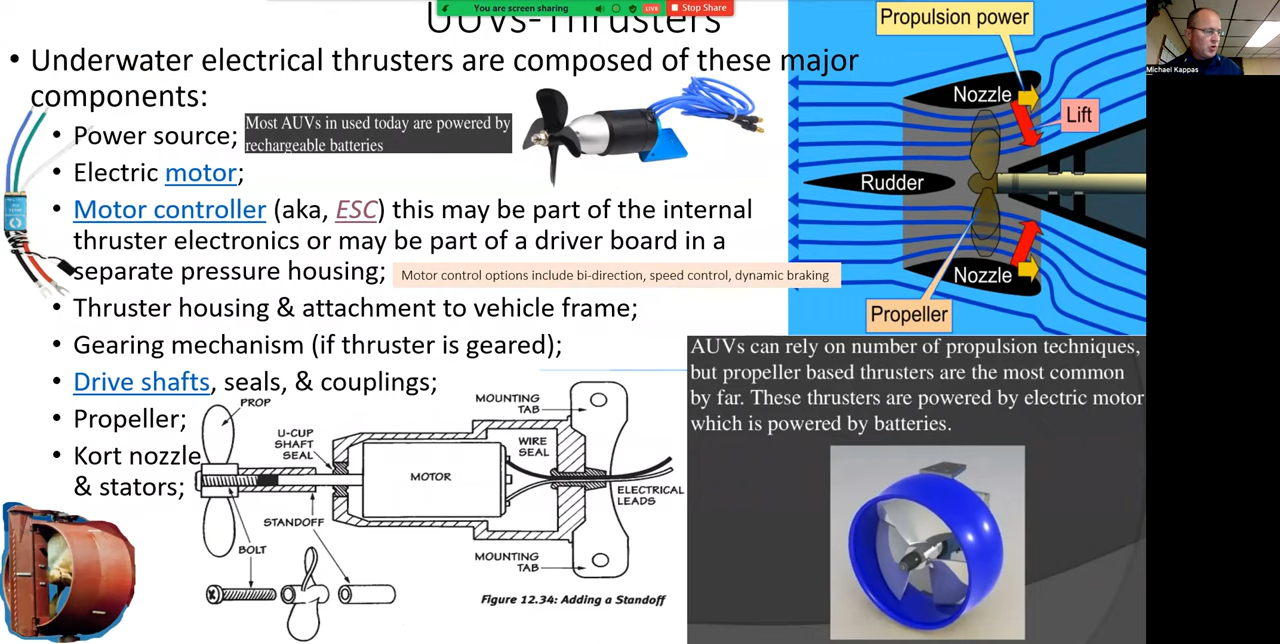 You are screen sharing
LIVE
Stop Share
UUVs-Thrusters
• Underwater electrical thrusters are composed of these major
components:
• Power source;
Most AUVs in used today are powered by
rechargeable batteries
• Electric motor;
• Motor controller (aka, ESC) this may be part of the internal
thruster electronics or may be part of a driver board in a
separate pressure housing;
Motor control options include bi-direction, speed control, dynamic braking
• Thruster housing & attachment to vehicle frame;
• Gearing mechanism (if thruster is geared);
• Drive shafts, seals, & couplings;
• Propeller;
• Kort nozzle
& stators;
PROP
U-CUP
SHAFT
SEAL
MOUNTING
TAB
WIRE
SEAL
MOTOR
ELECTRICAL
LEADS
STANDOFF
BOLT
MOUNTING
TAB
Figure 12.34: Adding a Standoff
Propulsion power
Nozzle
Lift
Rudder
Nozzle
Propeller
AUVs can rely on number of propulsion techniques,
but propeller based thrusters are the most common
by far. These thrusters are powered by electric motor
which is powered by batteries.
Michael Kappas